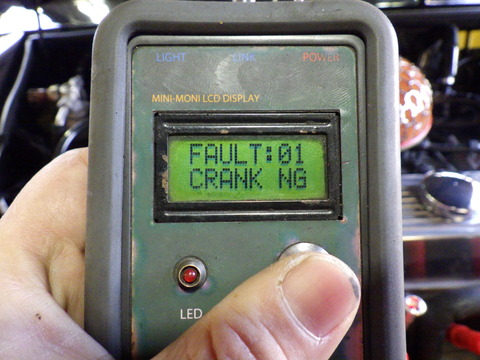 LIGHT LINK POWER
MINI-MONI LCD DISPLAY
FAULT:01
CRANK NG
LED